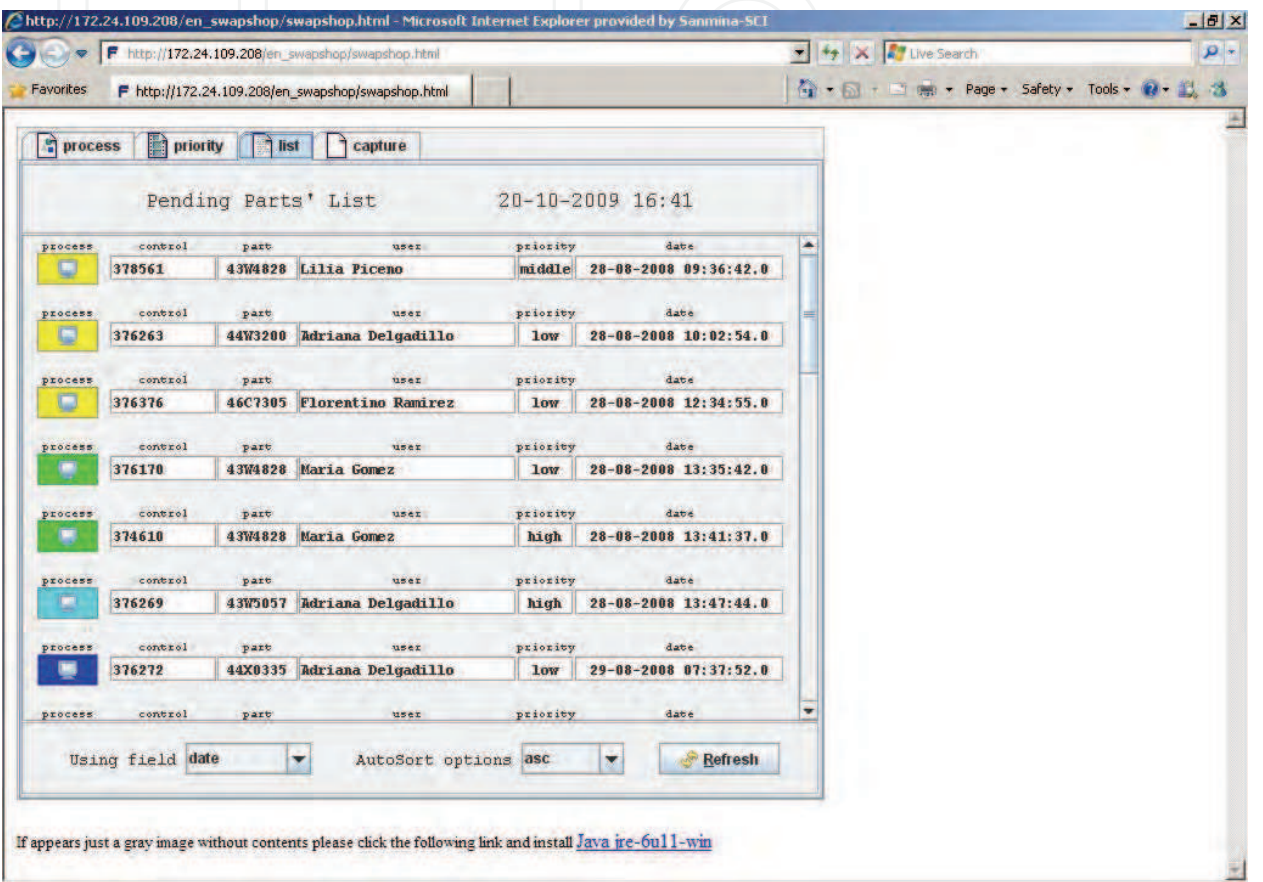 http://172.24.109.208/en_swapshop/swapshop.html - Microsoft Internet Explorer provided by Sanmina-SCI
http://172.24.109.208/en_swapshop/swapshop.html Live Search
Favorites http://172.24.109.208/en_swapshop/swapshop.html Page Safety Tools
process priority list capture
Pending Parts' List 20-10-2009 16:41
process control part user priority date
378561 43W4828 Lilia Piceno middle 28-08-2008 09:36:42.0
process control part user priority date
376263 44W3200 Adriana Delgadillo low 28-08-2008 10:02:54.0
process control part user priority date
376376 46C7305 Florentino Ramirez low 28-08-2008 12:34:55.0
process control part user priority date
376170 43W4828 Maria Gomez low 28-08-2008 13:35:42.0
process control part user priority date
374610 43W4828 Maria Gomez high 28-08-2008 13:41:37.0
process control part user priority date
376269 43W5057 Adriana Delgadillo high 28-08-2008 13:47:44.0
process control part user priority date
376272 44X0335 Adriana Delgadillo low 29-08-2008 07:37:52.0
process control part user priority date
Using field date AutoSort options asc Refresh
If appears just a gray image without contents please click the following link and install Java jre-6u11-win